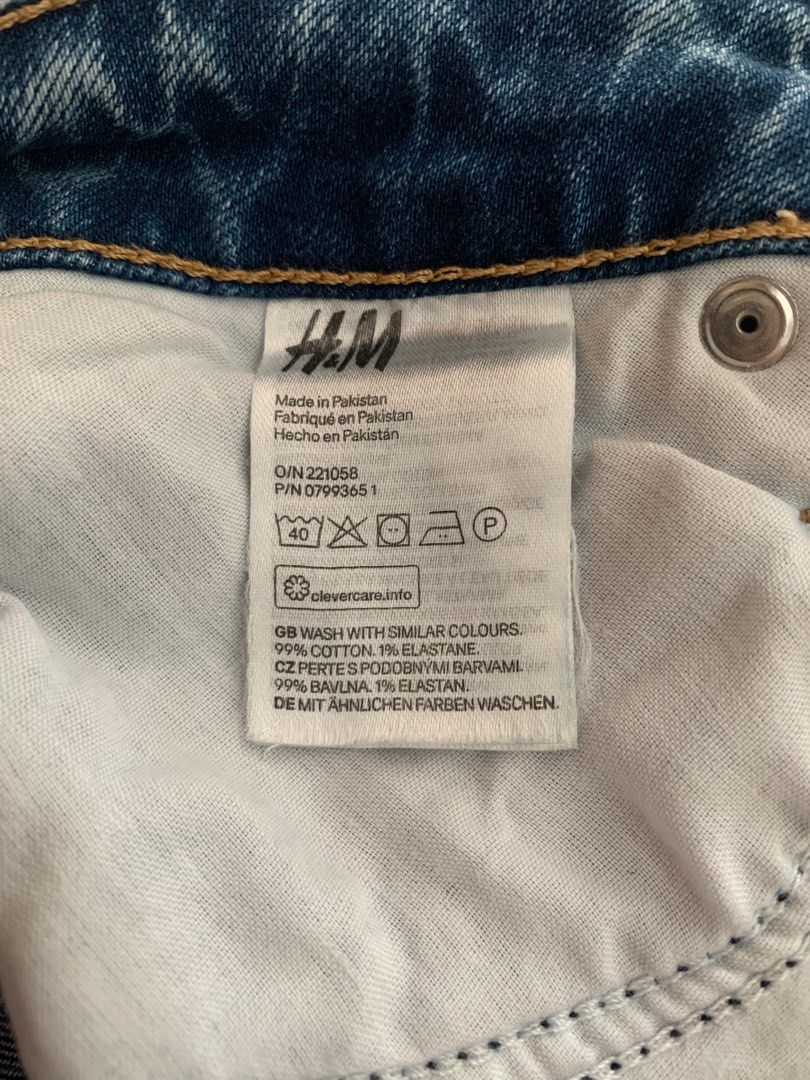 H&M
Made in Pakistan
Fabriqué en Pakistan
Hecho en Pakistán
O/N 221058
P/N 0799365 1
40
P
clevercare.info
GB WASH WITH SIMILAR COLOURS.
99% COTTON. 1% ELASTANE.
CZ PERTE S PODOBNÝMI BARVAMI.
99% BAVLNA. 1% ELASTAN.
DE MIT ÄHNLICHEN FARBEN WASCHEN.